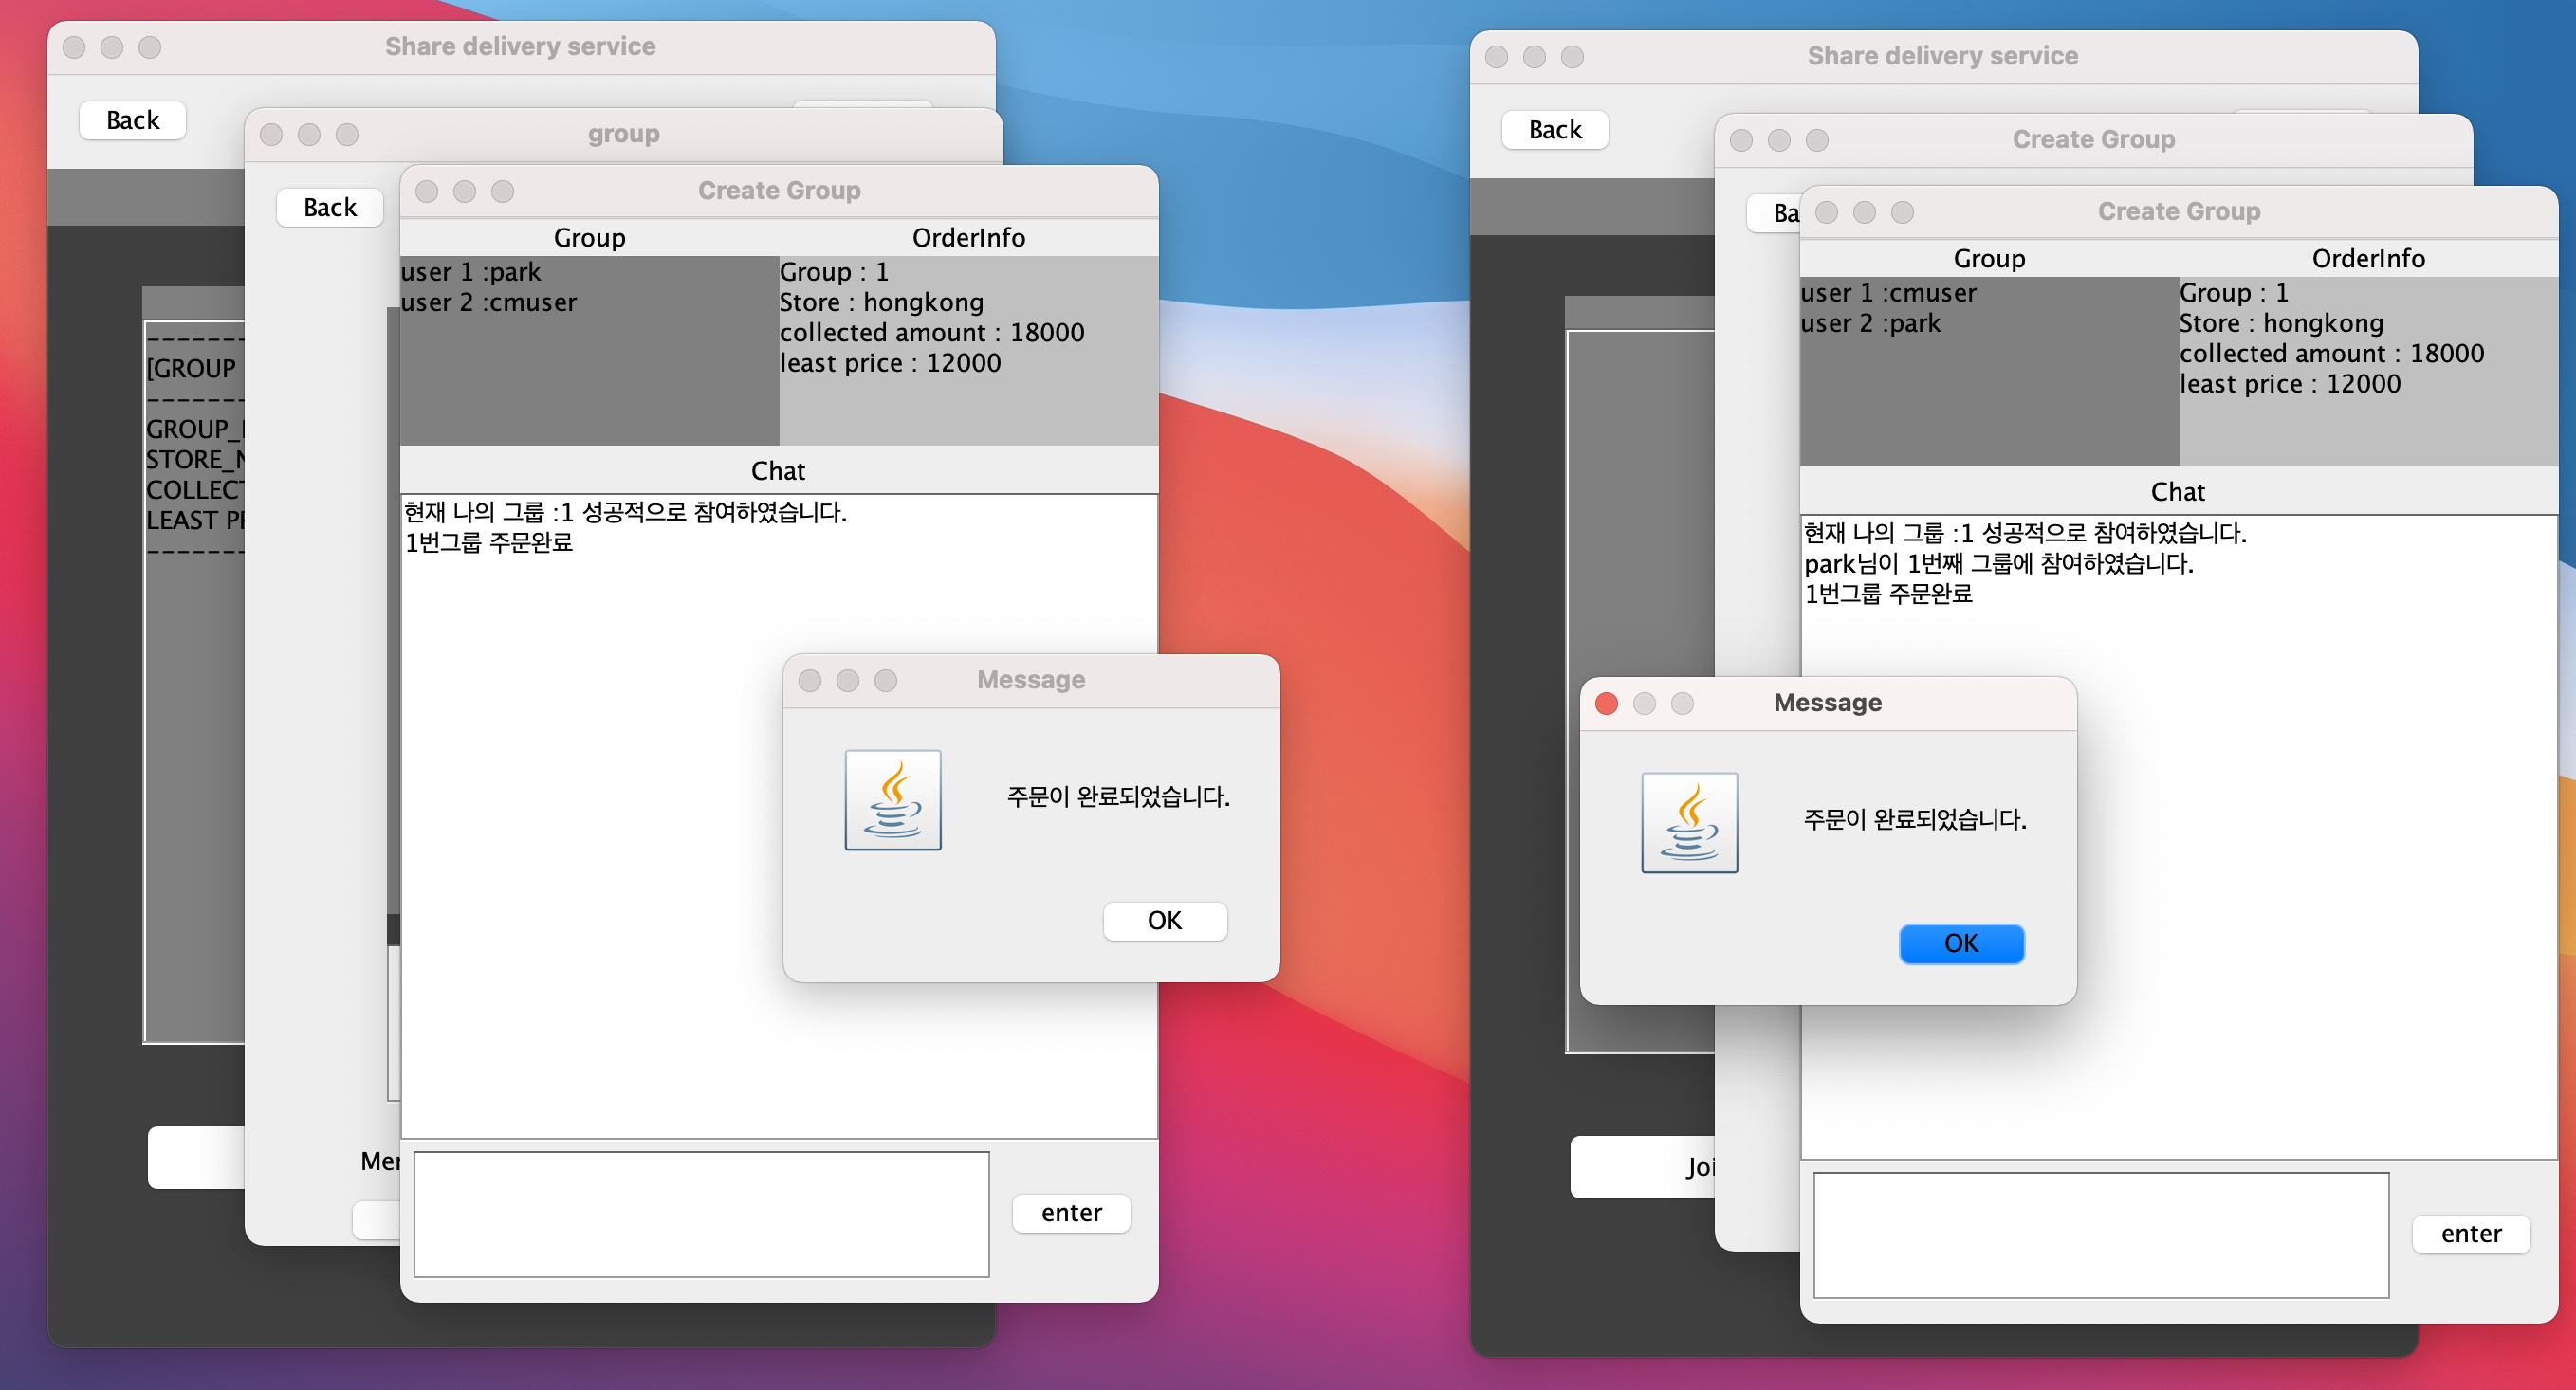 Share delivery service
Back
group
Back
Create Group
Group
OrderInfo
user 1 :park
user 2 :cmuser
Group : 1
Store : hongkong
collected amount : 18000
least price : 12000
[GROUP
Chat
현재 나의 그룹 :1 성공적으로 참여하였습니다.
1번그룹 주문완료
Message
주문이 완료되었습니다.
OK
enter
Share delivery service
Back
Create Group
Create Group
Group
OrderInfo
user 1 :cmuser
user 2 :park
Group : 1
Store : hongkong
collected amount : 18000
least price : 12000
Chat
현재 나의 그룹 :1 성공적으로 참여하였습니다.
park님이 1번째 그룹에 참여하였습니다.
1번그룹 주문완료
Message
주문이 완료되었습니다.
OK
enter